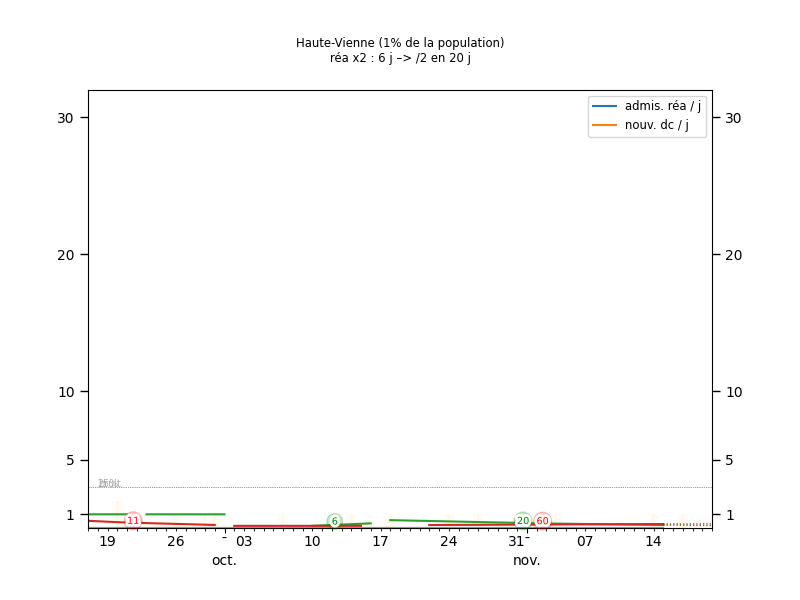 Haute-Vienne (1% de la population)
réa x2 : 6 j –> /2 en 20 j
admis. réa / j
nouv. dc / j
30 30
20 20
10 10
5 5
1 1
11 6 20 60
19 26 - 03 10 17 24 31 - 07 14
oct. nov.